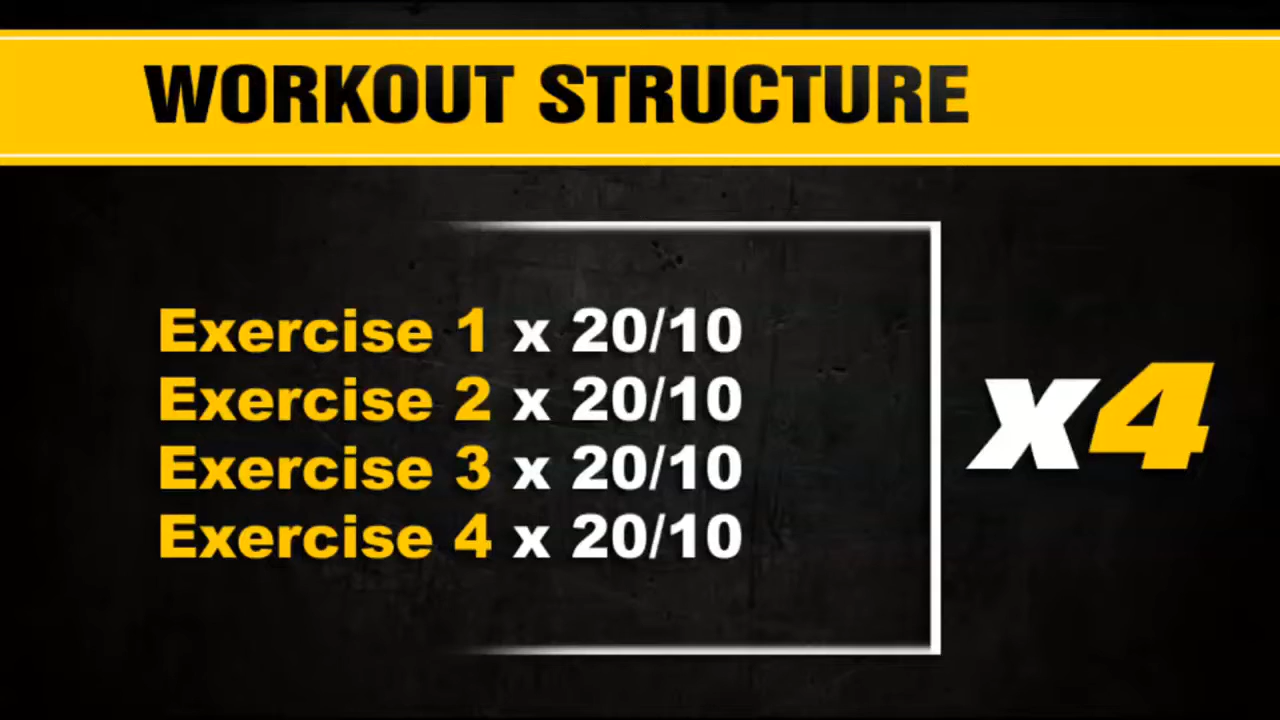 WORKOUT STRUCTURE
Exercise 1 x 20/10
Exercise 2 x 20/10
Exercise 3 x 20/10
Exercise 4 x 20/10
x4